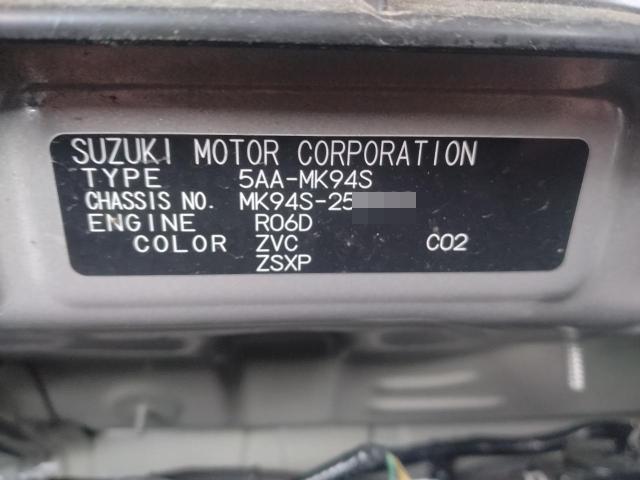 SUZUKI MOTOR CORPORATION
TYPE 5AA-MK94S
CHASSIS NO. MK94S-25
ENGINE R06D
COLOR ZVC C02
ZSXP